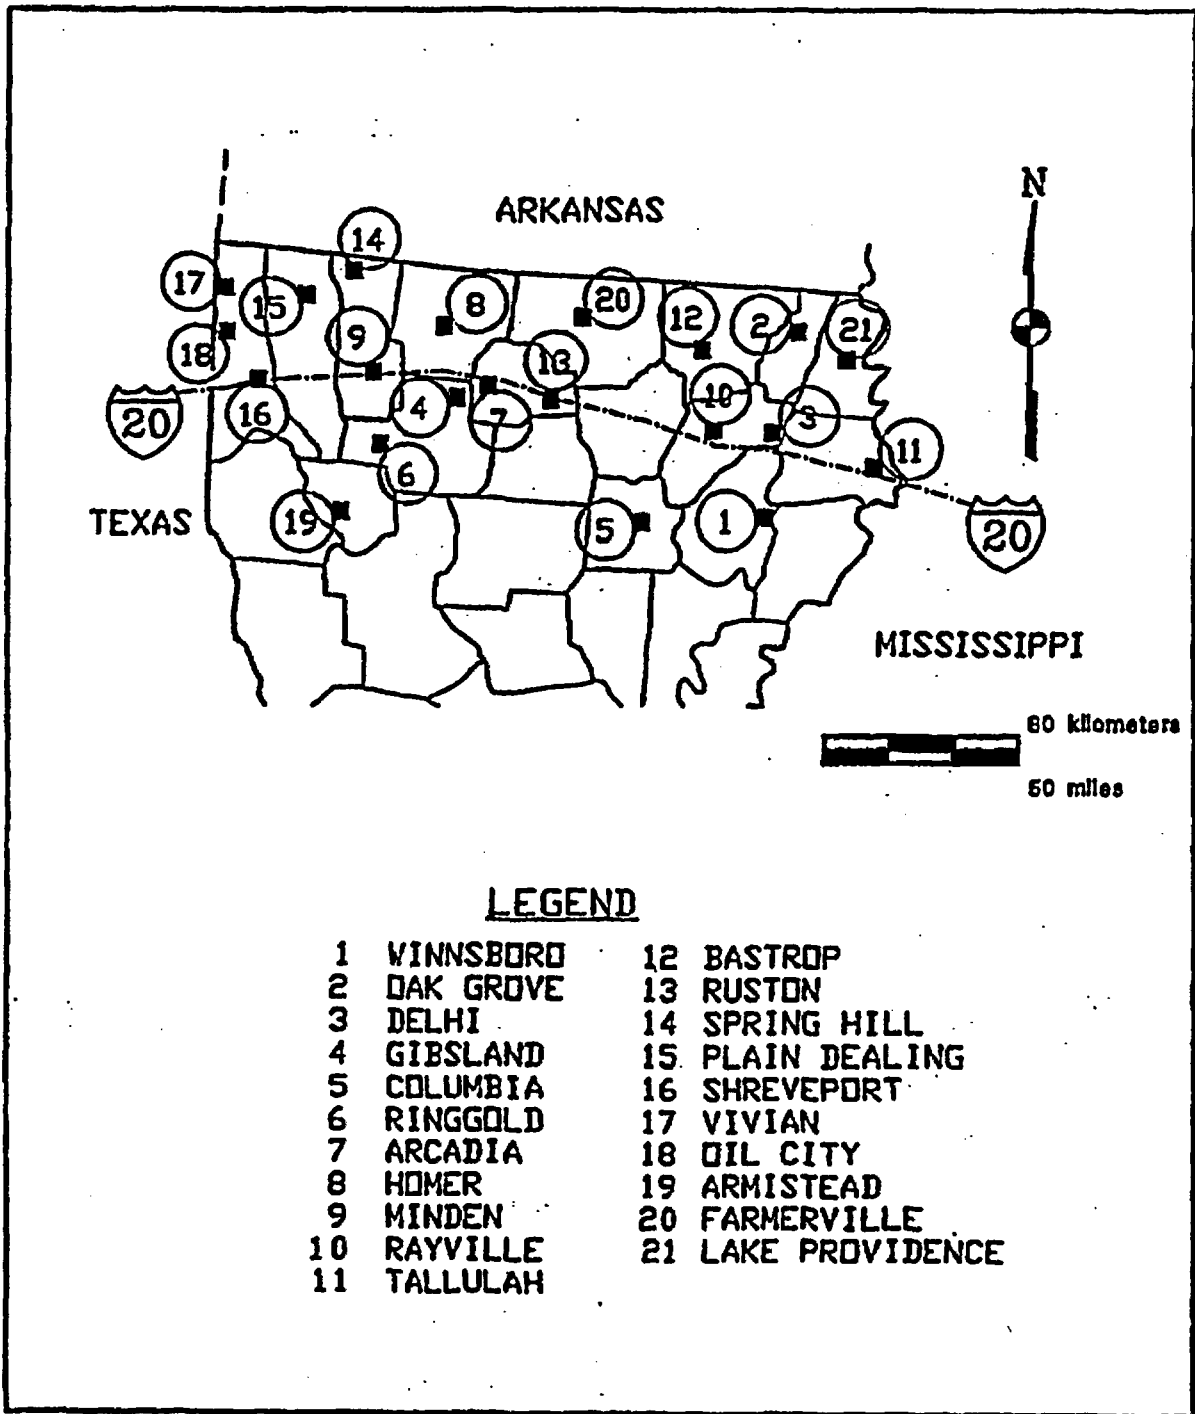 ARKANSAS
N
14
17
15
8
20
12
2
21
9
18
13
20
16
4
7
10
3
11
6
TEXAS
19
5
1
20
MISSISSIPPI
80 kilometers
50 miles
LEGEND
1 WINNSBORO
2 OAK GROVE
3 DELHI
4 GIBSLAND
5 COLUMBIA
6 RINGGOLD
7 ARCADIA
8 HOMER
9 MINDEN
10 RAYVILLE
11 TALLULAH
12 BASTROP
13 RUSTON
14 SPRING HILL
15 PLAIN DEALING
16 SHREVEPORT
17 VIVIAN
18 OIL CITY
19 ARMISTEAD
20 FARMERVILLE
21 LAKE PROVIDENCE